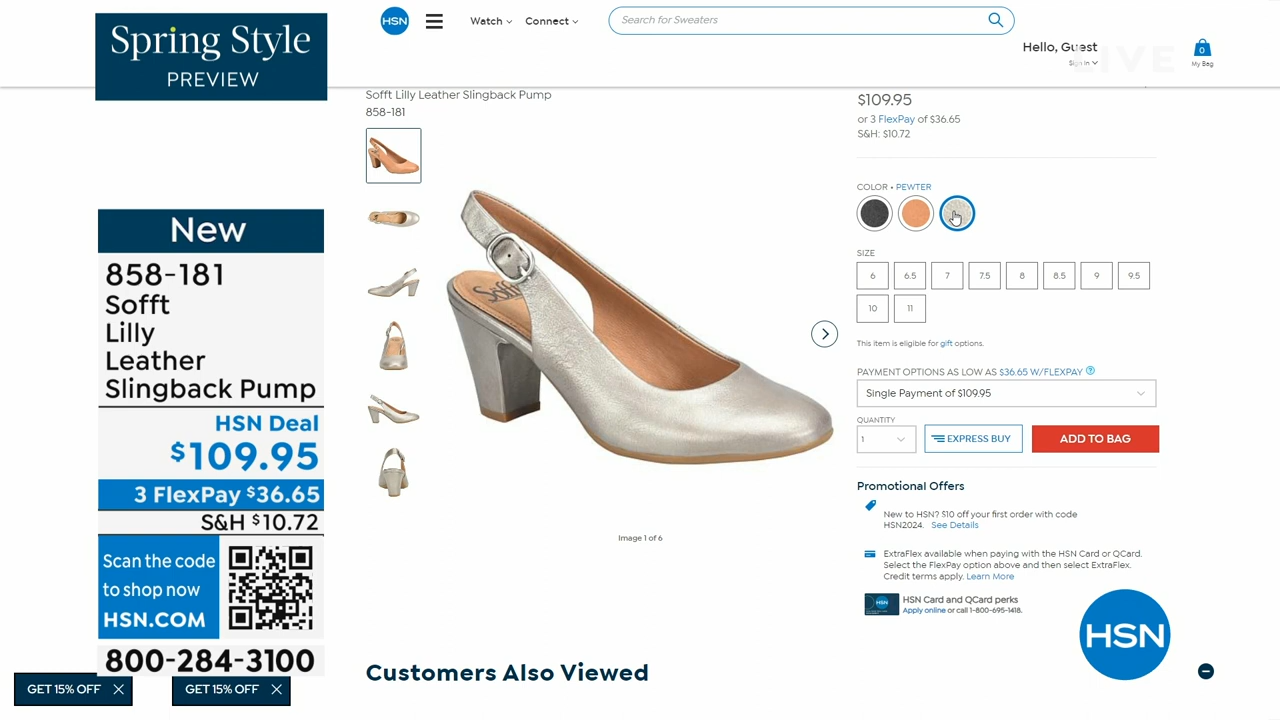 Spring Style
PREVIEW
HSN
Watch
Connect
Search for Sweaters
Hello, Guest
Sign In
LIVE
0
My Bag
Sofft Lilly Leather Slingback Pump
858-181
$109.95
or 3 FlexPay of $36.65
S&H: $10.72
COLOR • PEWTER
SIZE
6 6.5 7 7.5 8 8.5 9 9.5
10 11
This item is eligible for gift options.
PAYMENT OPTIONS AS LOW AS $36.65 W/FLEXPAY ?
Single Payment of $109.95
QUANTITY
1
EXPRESS BUY
ADD TO BAG
Promotional Offers
New to HSN? $10 off your first order with code
HSN2024. See Details
ExtraFlex available when paying with the HSN Card or QCard.
Select the FlexPay option above and then select ExtraFlex.
Credit terms apply. Learn More
HSN
HSN Card and QCard perks
Apply online or call 1-800-695-1418.
Sofft
Image 1 of 6
Customers Also Viewed
New
858-181
Sofft
Lilly
Leather
Slingback Pump
HSN Deal
$109.95
3 FlexPay $36.65
S&H $10.72
Scan the code
to shop now
HSN.COM
800-284-3100
GET 15% OFF
GET 15% OFF
HSN